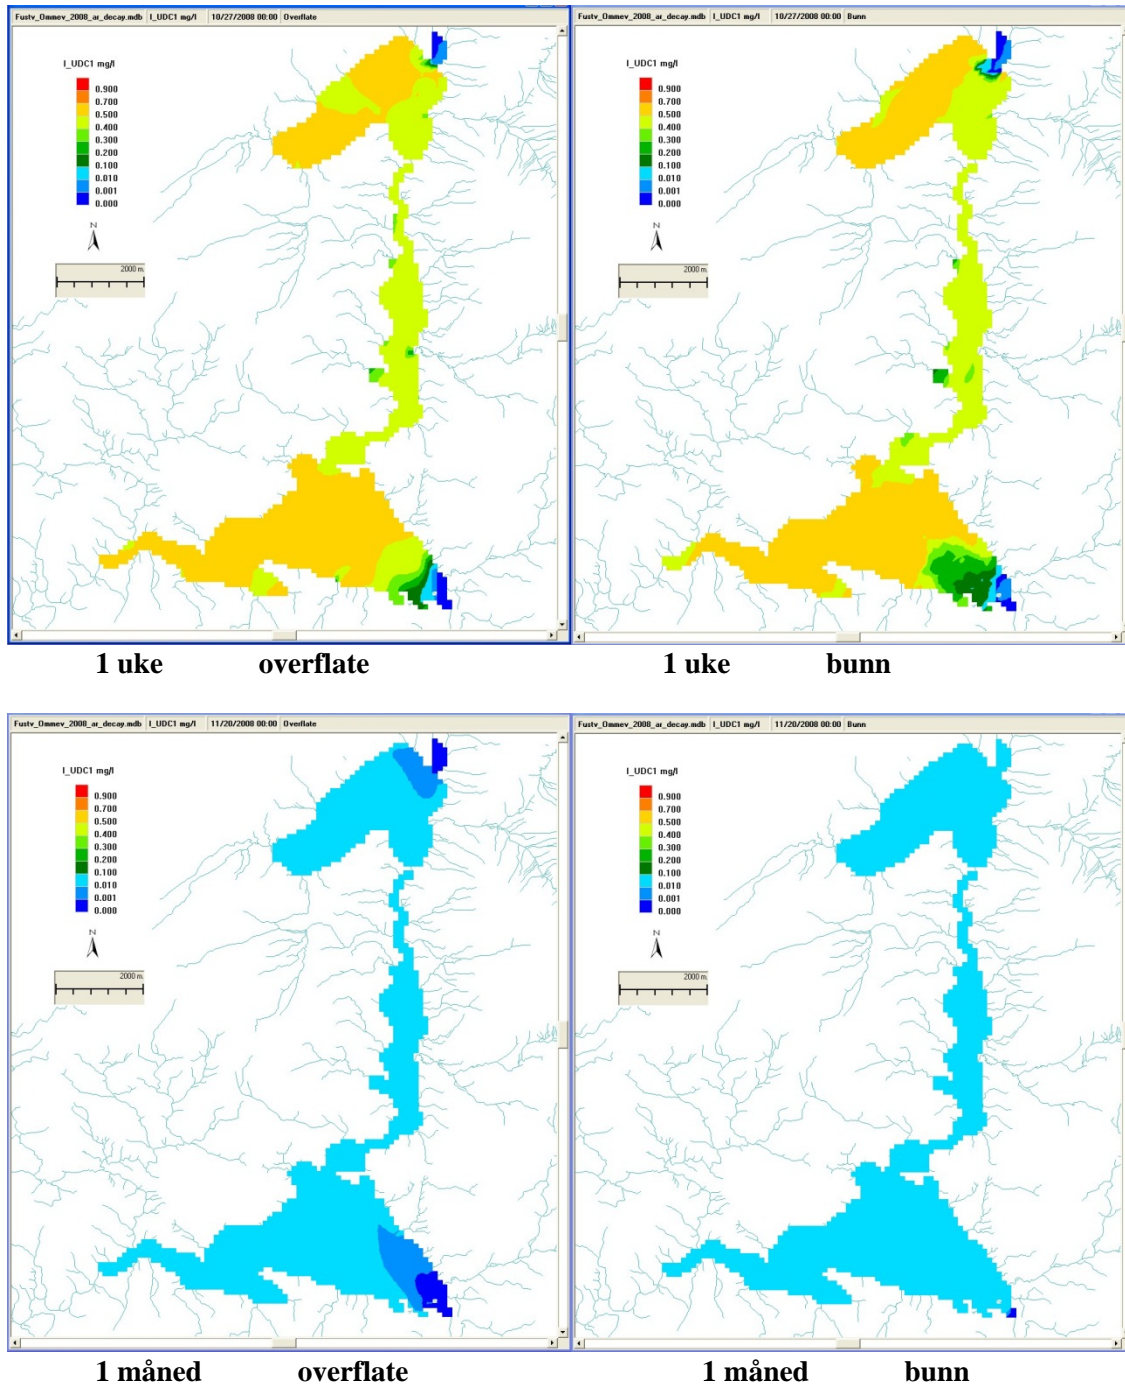 Fustv_Ommev_2008_ar_decay.mdb I_UDC1 mg/l 10/27/2008 00:00 Overflate
I_UDC1 mg/l
0.900
0.700
0.500
0.400
0.300
0.200
0.100
0.010
0.001
0.000
N
2000 m.
Fustv_Ommev_2008_ar_decay.mdb I_UDC1 mg/l 10/27/2008 00:00 Bunn
I_UDC1 mg/l
0.900
0.700
0.500
0.400
0.300
0.200
0.100
0.010
0.001
0.000
N
2000 m.
1 uke overflate
1 uke bunn
Fustv_Ommev_2008_ar_decay.mdb I_UDC1 mg/l 11/20/2008 00:00 Overflate
I_UDC1 mg/l
0.900
0.700
0.500
0.400
0.300
0.200
0.100
0.010
0.001
0.000
N
2000 m.
Fustv_Ommev_2008_ar_decay.mdb I_UDC1 mg/l 11/20/2008 00:00 Bunn
I_UDC1 mg/l
0.900
0.700
0.500
0.400
0.300
0.200
0.100
0.010
0.001
0.000
N
2000 m.
1 måned overflate
1 måned bunn